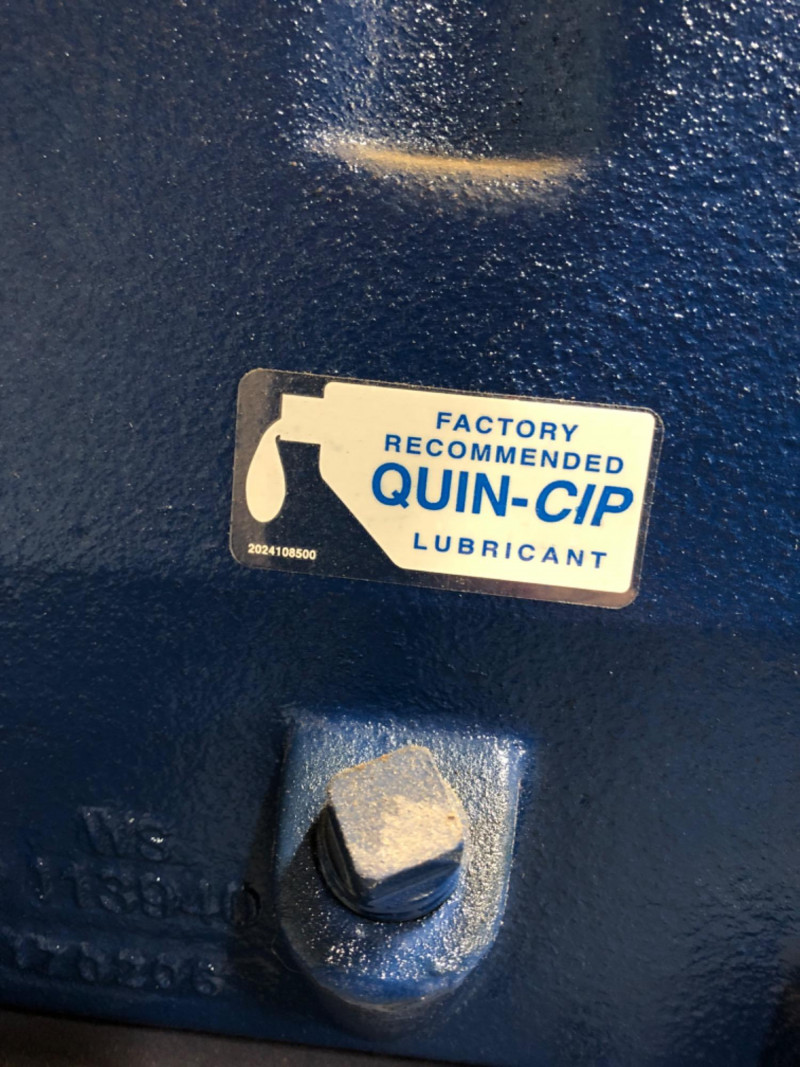 FACTORY
RECOMMENDED
QUIN-CIP
LUBRICANT
2024108500